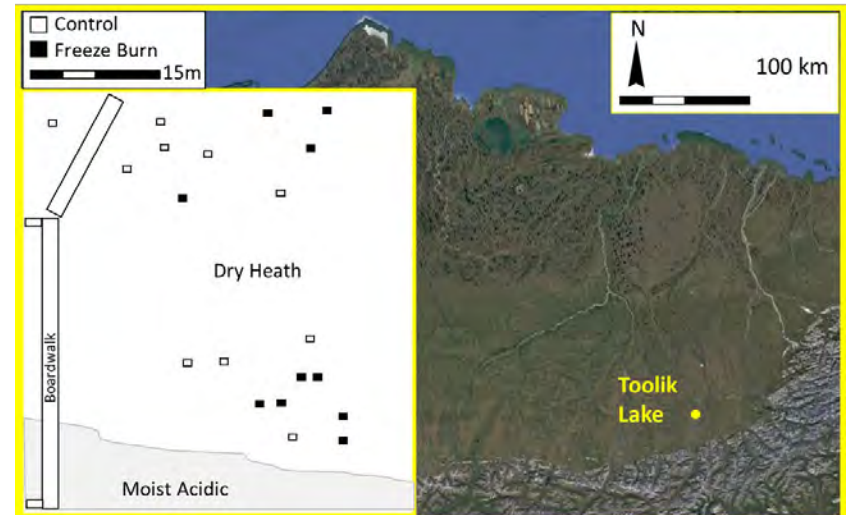 Control
Freeze Burn
15m
N
100 km
Dry Heath
Boardwalk
Toolik
Lake
Moist Acidic